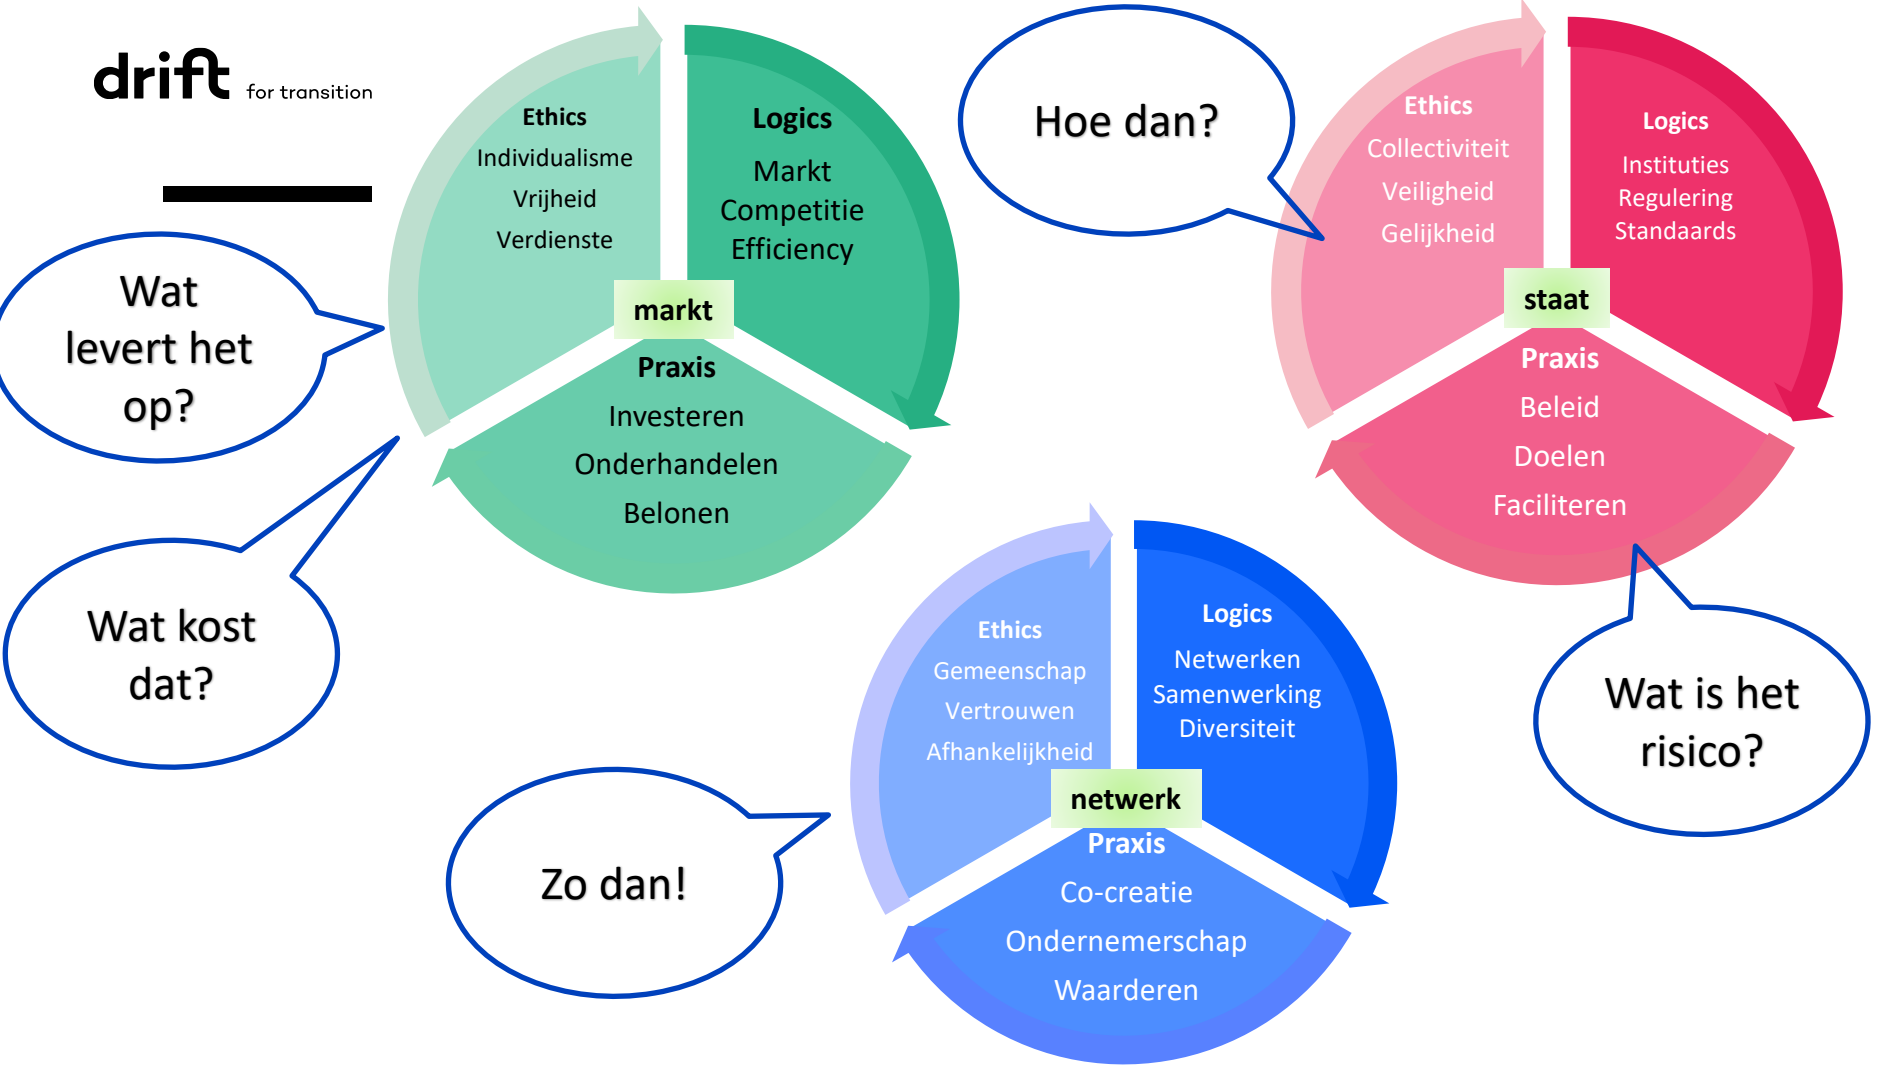 drift for transition
Ethics
Individualisme
Vrijheid
Verdienste
Logics
Markt
Competitie
Efficiency
markt
Praxis
Investeren
Onderhandelen
Belonen
Wat
levert het
op?
Wat kost
dat?
Hoe dan?
Ethics
Collectiviteit
Veiligheid
Gelijkheid
Logics
Instituties
Regulering
Standaards
staat
Praxis
Beleid
Doelen
Faciliteren
Wat is het
risico?
Ethics
Gemeenschap
Vertrouwen
Afhankelijkheid
Logics
Netwerken
Samenwerking
Diversiteit
netwerk
Praxis
Co-creatie
Ondernemerschap
Waarderen
Zo dan!